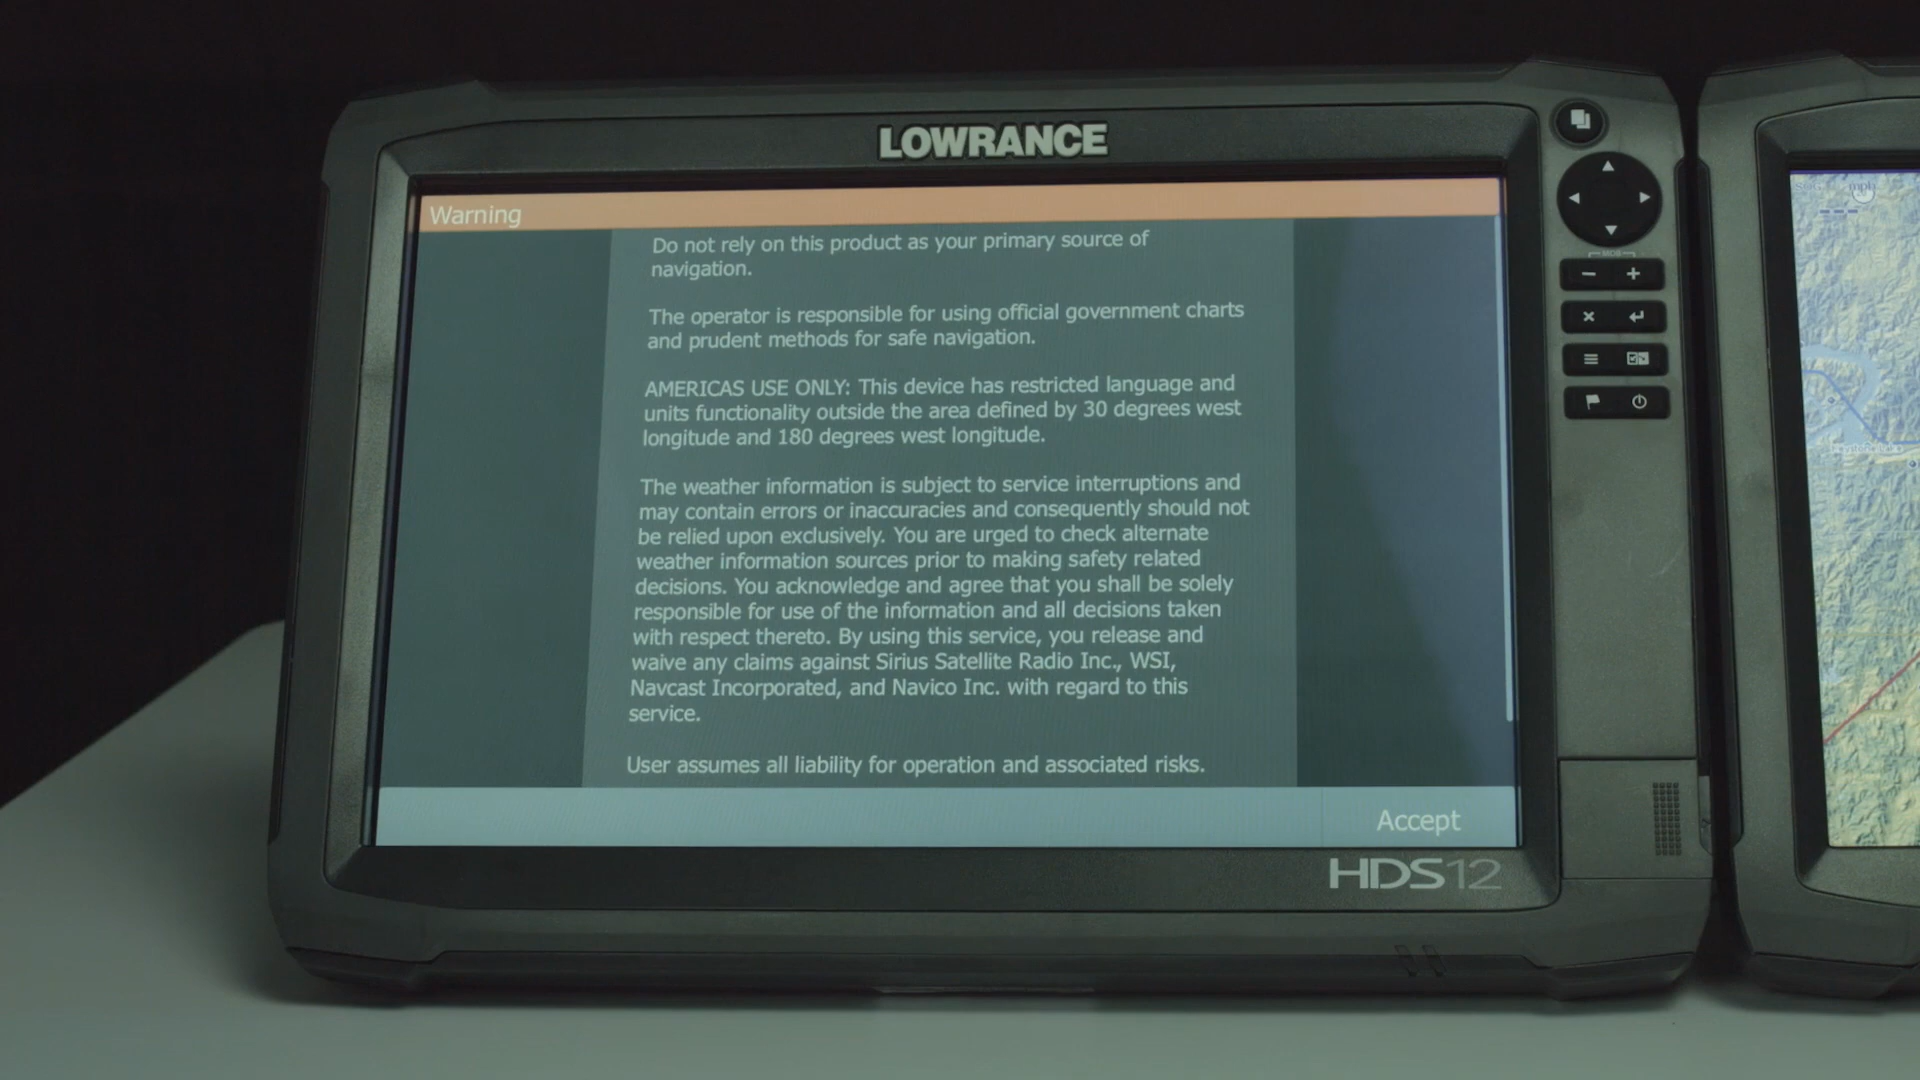 LOWRANCE
Warning
Do not rely on this product as your primary source of
navigation.
The operator is responsible for using official government charts
and prudent methods for safe navigation.
AMERICAS USE ONLY: This device has restricted language and
units functionality outside the area defined by 30 degrees west
longitude and 180 degrees west longitude.
The weather information is subject to service interruptions and
may contain errors or inaccuracies and consequently should not
be relied upon exclusively. You are urged to check alternate
weather information sources prior to making safety related
decisions. You acknowledge and agree that you shall be solely
responsible for use of the information and all decisions taken
with respect thereto. By using this service, you release and
waive any claims against Sirius Satellite Radio Inc., WSI,
Navcast Incorporated, and Navico Inc. with regard to this
service.
User assumes all liability for operation and associated risks.
Accept
HDS12
MOB
SOG mph
Keystone Lake